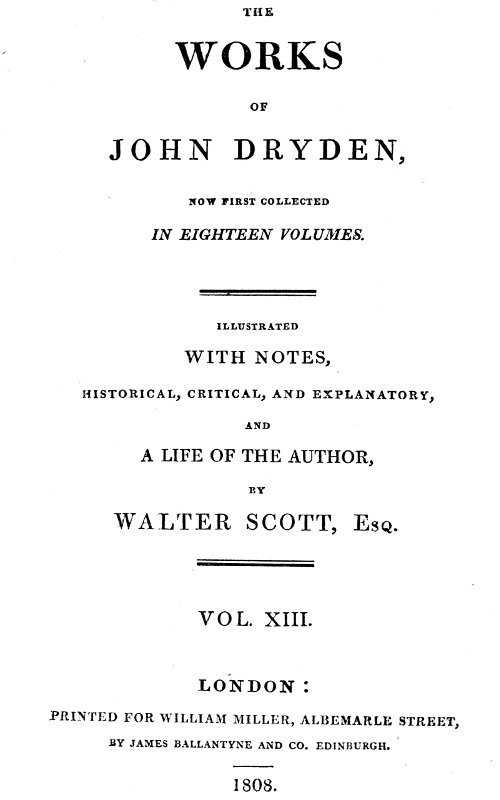 THE
WORKS
OF
JOHN DRYDEN,
NOW FIRST COLLECTED
IN EIGHTEEN VOLUMES.
ILLUSTRATED
WITH NOTES,
HISTORICAL, CRITICAL, AND EXPLANATORY,
AND
A LIFE OF THE AUTHOR,
BY
WALTER SCOTT, ESQ.
VOL. XIII.
LONDON:
PRINTED FOR WILLIAM MILLER, ALBEMARLE STREET,
BY JAMES BALLANTYNE AND CO. EDINBURGH.
1808.